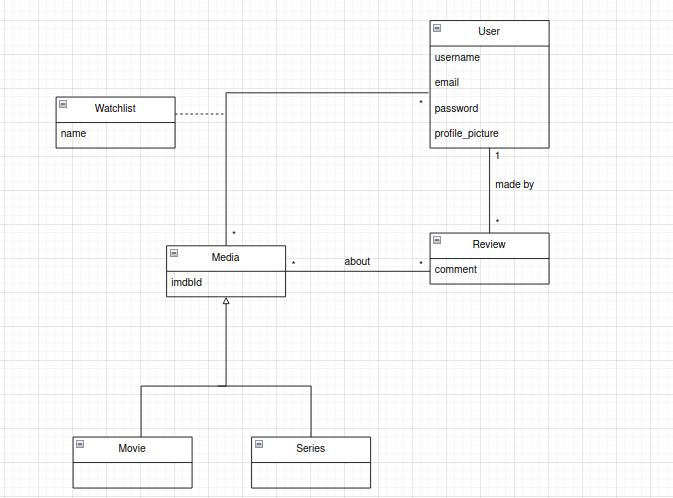 User
username
email
password
profile_picture
Watchlist
name
*
1
made by
*
*
Media
imdbId
*
about
*
Review
comment
Movie
Series